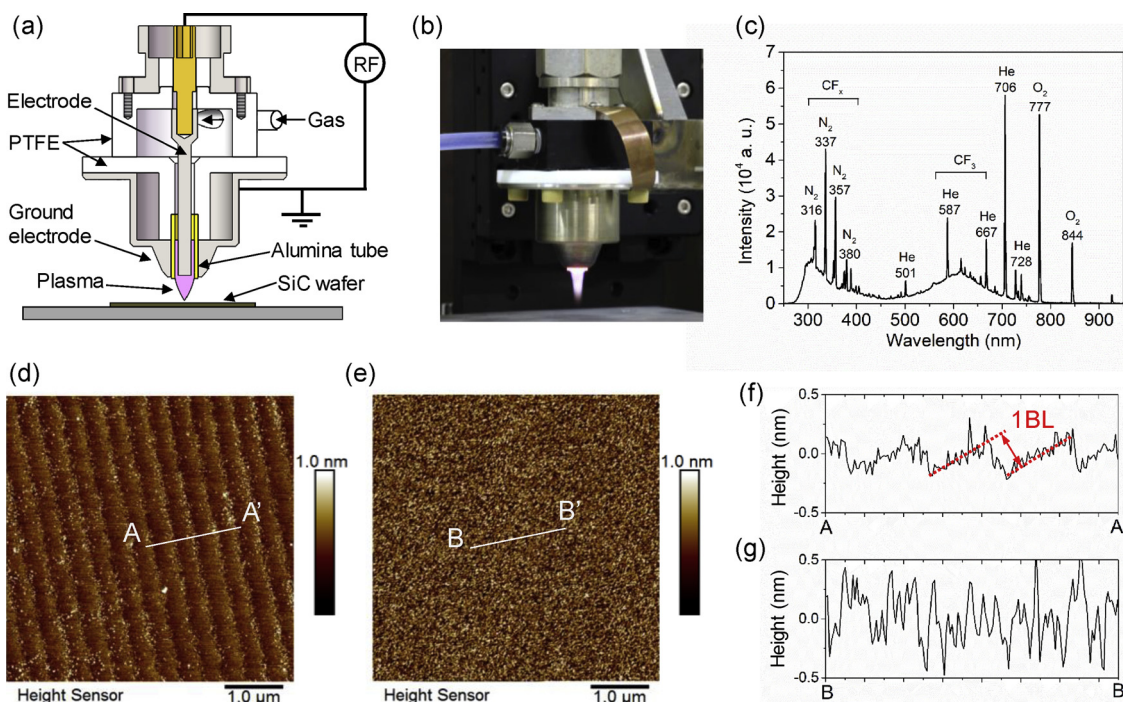 (a)
RF
Electrode
Gas
PTFE
Ground
electrode
Alumina tube
Plasma
SiC wafer
(b)
(c)
7
6
5
4
3
2
1
0
Intensity (10⁴ a. u.)
CFₓ
N₂
337
N₂
357
N₂
316
N₂
380
He
501
He
587
CF₃
He
667
He
706
He
728
O₂
777
O₂
844
300 400 500 600 700 800 900
Wavelength (nm)
(d)
A
A'
1.0 nm
Height Sensor
1.0 μm
(e)
B
B'
1.0 nm
Height Sensor
1.0 μm
(f)
0.5
0.0
-0.5
Height (nm)
1BL
A
A
(g)
0.5
0.0
-0.5
Height (nm)
B
B